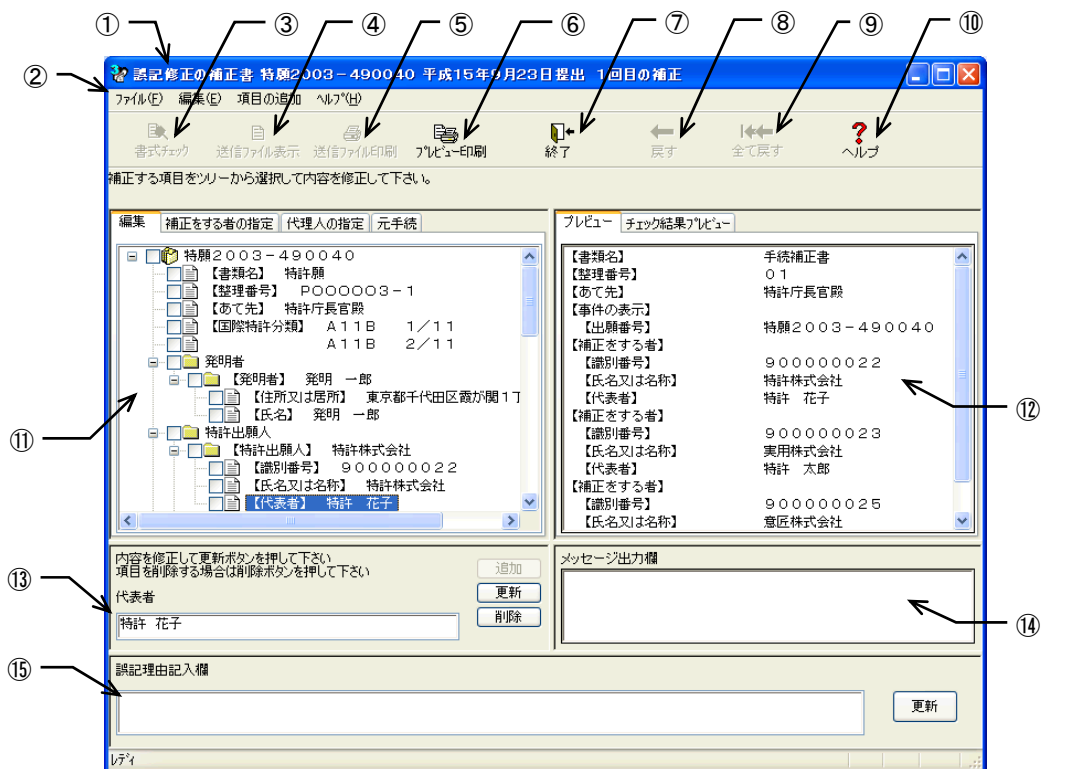 ① ③ ④ ⑤ ⑥ ⑦ ⑧ ⑨ ⑩
②
誤記修正の補正書 特願2003-490040 平成15年9月23日提出 1回目の補正
ファイル(F) 編集(E) 項目の追加 ヘルプ(H)
書式チェック 送信ファイル表示 送信ファイル印刷 プレビュー印刷 終了 戻す 全て戻す ヘルプ
補正する項目をツリーから選択して内容を修正して下さい。
編集 補正をする者の指定 代理人の指定 元手続
特願2003-490040
【書類名】 特許願
【整理番号】 P000003-1
【あて先】 特許庁長官殿
【国際特許分類】 A11B 1/11
A11B 2/11
発明者
【発明者】 発明 一郎
【住所又は居所】 東京都千代田区霞が関1丁
【氏名】 発明 一郎
特許出願人
【特許出願人】 特許株式会社
【識別番号】 900000022
【氏名又は名称】 特許株式会社
【代表者】 特許 花子
⑪
プレビュー チェック結果プレビュー
【書類名】 手続補正書
【整理番号】 01
【あて先】 特許庁長官殿
【事件の表示】
【出願番号】 特願2003-490040
【補正をする者】
【識別番号】 900000022
【氏名又は名称】 特許株式会社
【代表者】 特許 花子
【補正をする者】
【識別番号】 900000023
【氏名又は名称】 実用株式会社
【代表者】 特許 太郎
【補正をする者】
【識別番号】 900000025
【氏名又は名称】 意匠株式会社
⑫
内容を修正して更新ボタンを押して下さい
項目を削除する場合は削除ボタンを押して下さい
追加
更新
削除
⑬
代表者
特許 花子
メッセージ出力欄
⑭
⑮
誤記理由記入欄
更新
レディ